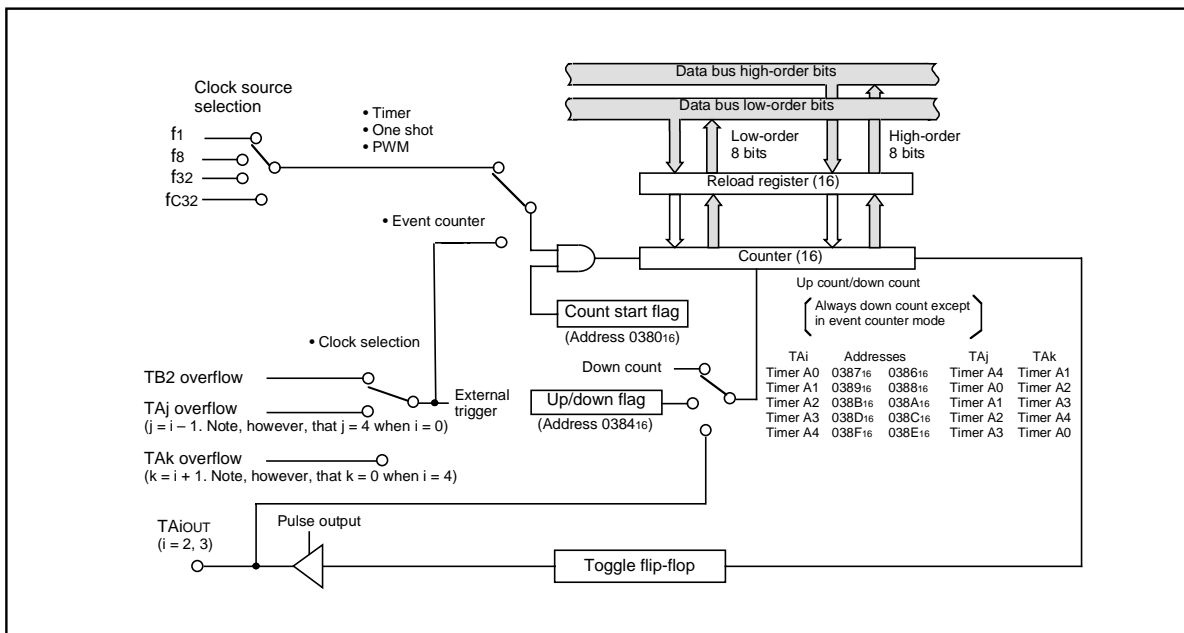 Data bus high-order bits
Data bus low-order bits
Clock source
selection
f1
f8
f32
fC32
• Timer
• One shot
• PWM
Low-order
8 bits
High-order
8 bits
Reload register (16)
• Event counter
Counter (16)
Up count/down count
Always down count except
in event counter mode
Count start flag
(Address 038016)
• Clock selection
TB2 overflow
TAj overflow
(j = i – 1. Note, however, that j = 4 when i = 0)
TAk overflow
(k = i + 1. Note, however, that k = 0 when i = 4)
External
trigger
Down count
Up/down flag
(Address 038416)
TAi Addresses TAj TAk
Timer A0 038716 038616 Timer A4 Timer A1
Timer A1 038916 038816 Timer A0 Timer A2
Timer A2 038B16 038A16 Timer A1 Timer A3
Timer A3 038D16 038C16 Timer A2 Timer A4
Timer A4 038F16 038E16 Timer A3 Timer A0
TAiOUT
(i = 2, 3)
Pulse output
Toggle flip-flop